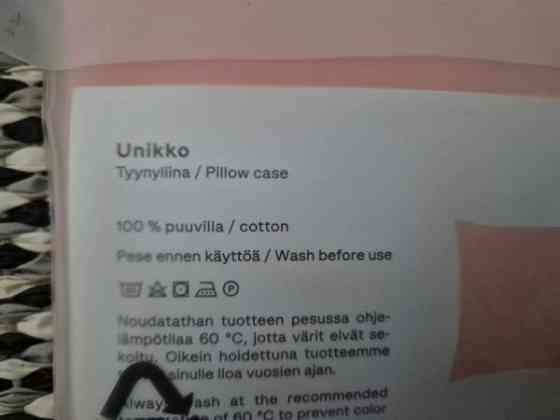 Unikko
Tyynyliina / Pillow case
100 % puuvilla / cotton
Pese ennen käyttöä / Wash before use
Noudatathan tuotteen pesussa ohje-
lämpötilaa 60 °C, jotta värit eivät se-
koitu. Oikein hoidettuna tuotteemme
sinulle iloa vuosien ajan.
Always wash at the recommended
of 60 °C to prevent color